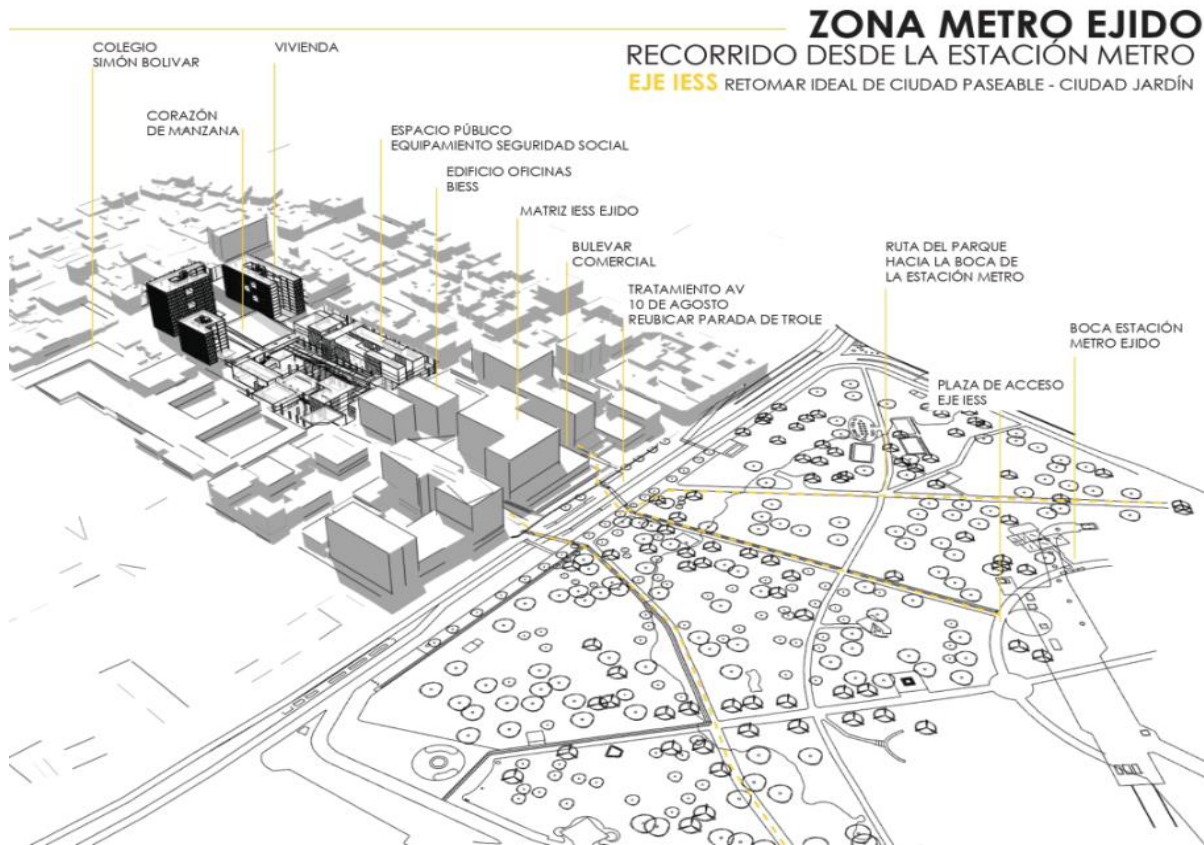 ZONA METRO EJIDO
RECORRIDO DESDE LA ESTACIÓN METRO
EJE IESS RETOMAR IDEAL DE CIUDAD PASEABLE - CIUDAD JARDÍN
COLEGIO
SIMÓN BOLIVAR
VIVIENDA
CORAZÓN
DE MANZANA
ESPACIO PÚBLICO
EQUIPAMIENTO SEGURIDAD SOCIAL
EDIFICIO OFICINAS
BIESS
MATRIZ IESS EJIDO
BULEVAR
COMERCIAL
TRATAMIENTO AV
10 DE AGOSTO
REUBICAR PARADA DE TROLE
RUTA DEL PARQUE
HACIA LA BOCA DE
LA ESTACIÓN METRO
BOCA ESTACIÓN
METRO EJIDO
PLAZA DE ACCESO
EJE IESS